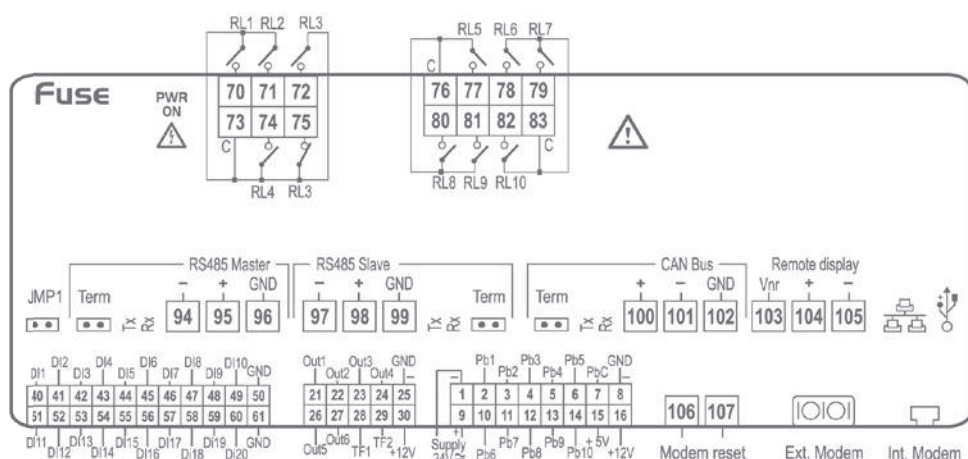 RL1 RL2 RL3 RL5 RL6 RL7
Fuse
PWR
ON
70 71 72
73 74 75
C
RL4 RL3
C
76 77 78 79
80 81 82 83
C
RL8 RL9 RL10
RS485 Master RS485 Slave CAN Bus Remote display
JMP1 Term Tx Rx − + GND − + GND Tx Rx Term Term Tx Rx + − GND Vnr + −
94 95 96 97 98 99 100 101 102 103 104 105
DI1 DI2 DI3 DI4 DI5 DI6 DI7 DI8 DI9 DI10 GND
40 41 42 43 44 45 46 47 48 49 50
51 52 53 54 55 56 57 58 59 60 61
DI11 DI12 DI13 DI14 DI15 DI16 DI17 DI18 DI19 DI20 GND
Out1 Out2 Out3 Out4 GND −
21 22 23 24 25
26 27 28 29 30
Out5 Out6 TF1 TF2 +12V
− Pb1 Pb2 Pb3 Pb4 Pb5 PbC GND −
1 2 3 4 5 6 7 8
9 10 11 12 13 14 15 16
+ Supply Pb6 Pb7 Pb8 Pb9 Pb10 + 5V +12V
106 107
Modem reset Ext. Modem Int. Modem